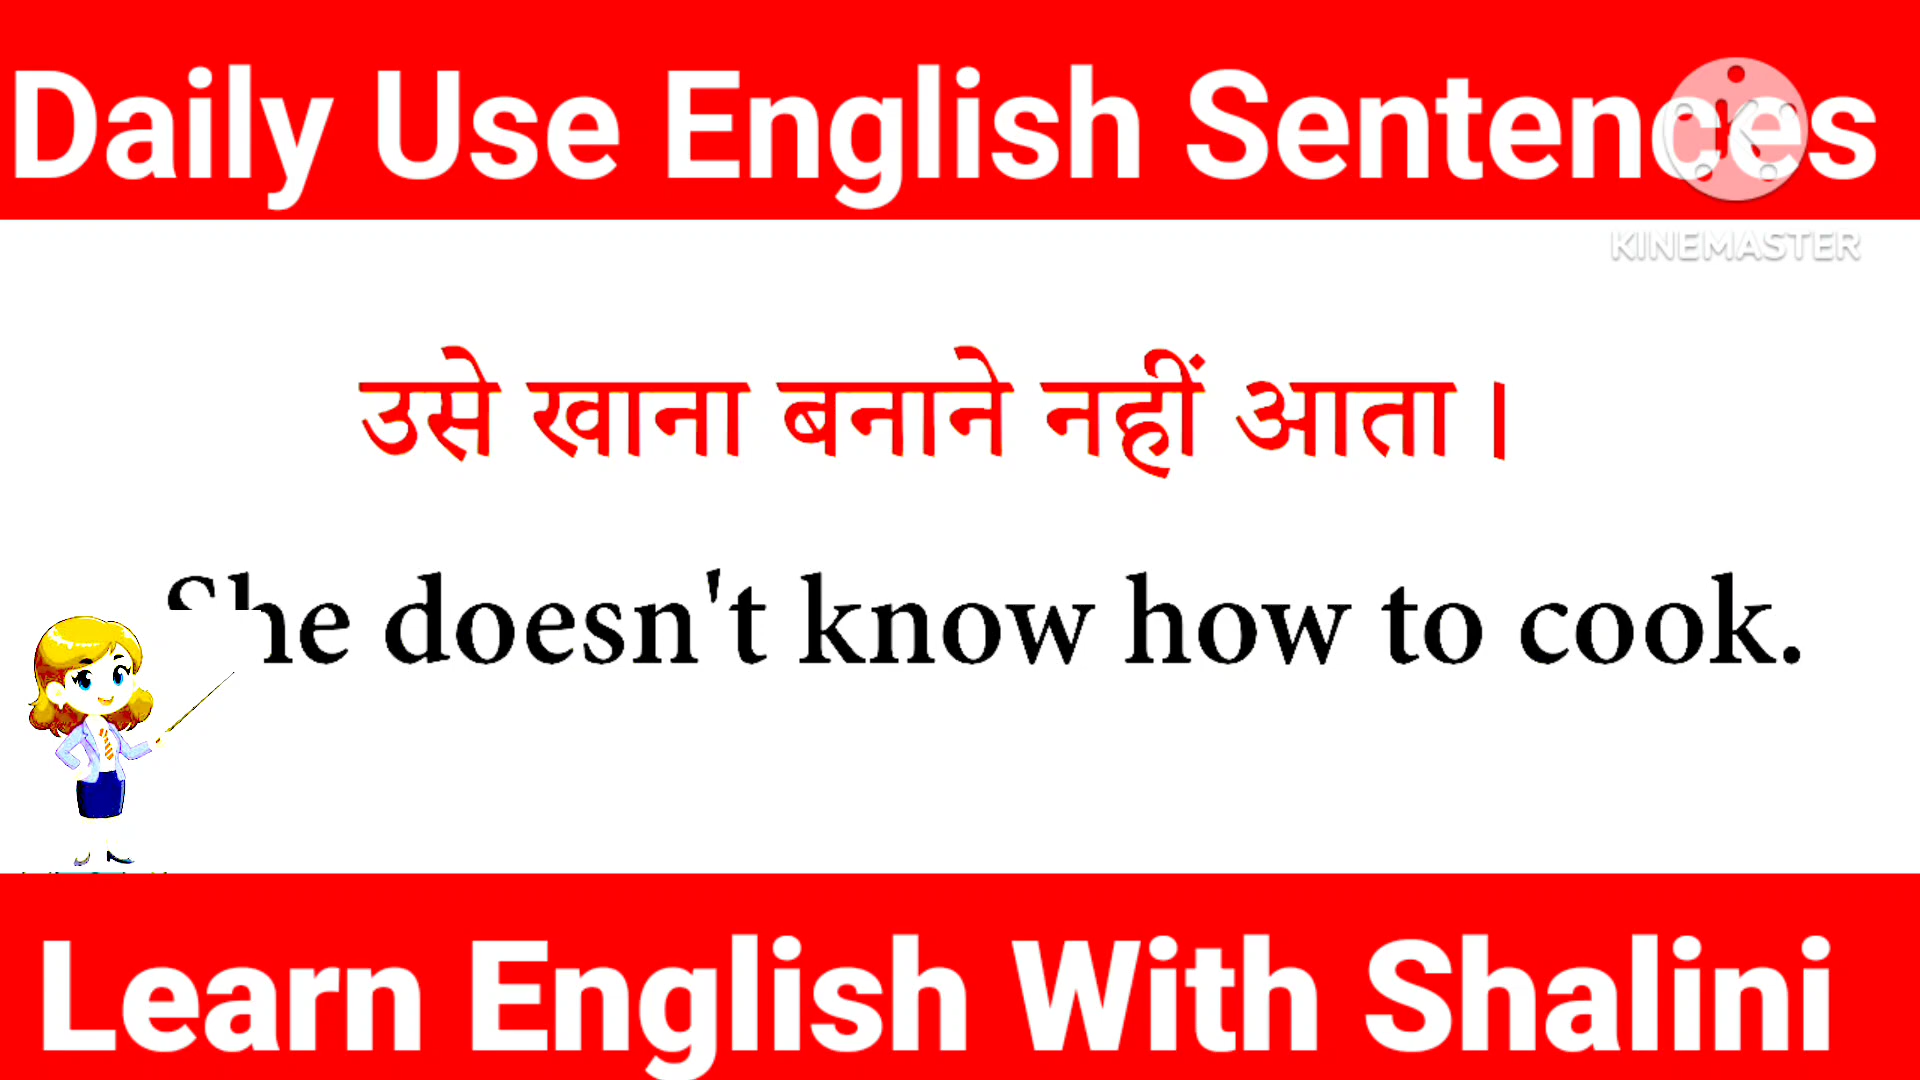 Daily Use English Sentences
KINEMASTER
उसे खाना बनाने नहीं आता ।
She doesn't know how to cook.
Learn English With Shalini